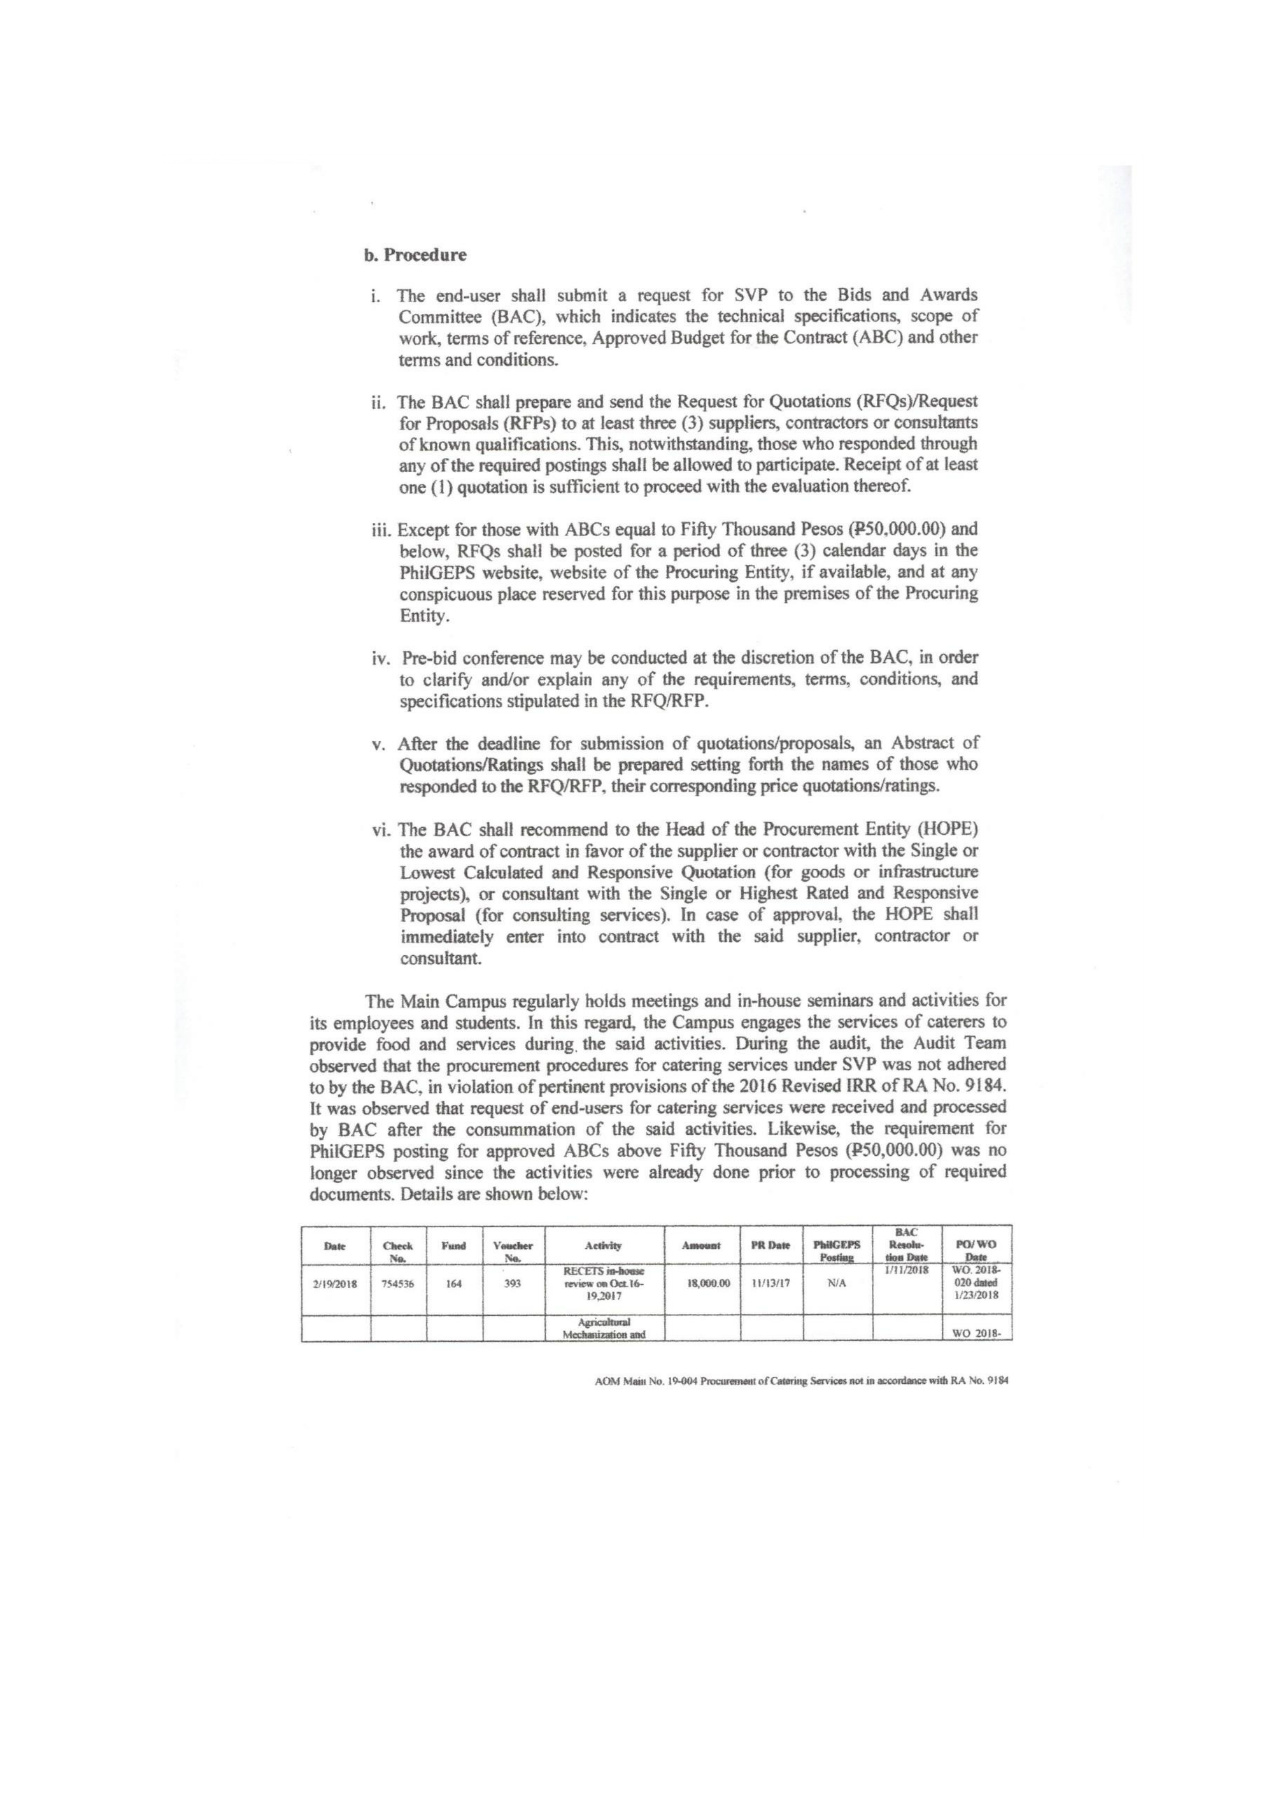 b. Procedure
i. The end-user shall submit a request for SVP to the Bids and Awards
Committee (BAC), which indicates the technical specifications, scope of
work, terms of reference, Approved Budget for the Contract (ABC) and other
terms and conditions.
ii. The BAC shall prepare and send the Request for Quotations (RFQs)/Request
for Proposals (RFPs) to at least three (3) suppliers, contractors or consultants
of known qualifications. This, notwithstanding, those who responded through
any of the required postings shall be allowed to participate. Receipt of at least
one (1) quotation is sufficient to proceed with the evaluation thereof.
iii. Except for those with ABCs equal to Fifty Thousand Pesos (₱50,000.00) and
below, RFQs shall be posted for a period of three (3) calendar days in the
PhilGEPS website, website of the Procuring Entity, if available, and at any
conspicuous place reserved for this purpose in the premises of the Procuring
Entity.
iv. Pre-bid conference may be conducted at the discretion of the BAC, in order
to clarify and/or explain any of the requirements, terms, conditions, and
specifications stipulated in the RFQ/RFP.
v. After the deadline for submission of quotations/proposals, an Abstract of
Quotations/Ratings shall be prepared setting forth the names of those who
responded to the RFQ/RFP, their corresponding price quotations/ratings.
vi. The BAC shall recommend to the Head of the Procurement Entity (HOPE)
the award of contract in favor of the supplier or contractor with the Single or
Lowest Calculated and Responsive Quotation (for goods or infrastructure
projects), or consultant with the Single or Highest Rated and Responsive
Proposal (for consulting services). In case of approval, the HOPE shall
immediately enter into contract with the said supplier, contractor or
consultant.
The Main Campus regularly holds meetings and in-house seminars and activities for
its employees and students. In this regard, the Campus engages the services of caterers to
provide food and services during the said activities. During the audit, the Audit Team
observed that the procurement procedures for catering services under SVP was not adhered
to by the BAC, in violation of pertinent provisions of the 2016 Revised IRR of RA No. 9184.
It was observed that request of end-users for catering services were received and processed
by BAC after the consummation of the said activities. Likewise, the requirement for
PhilGEPS posting for approved ABCs above Fifty Thousand Pesos (₱50,000.00) was no
longer observed since the activities were already done prior to processing of required
documents. Details are shown below:
Date Check No. Fund Voucher No. Activity Amount PR Date PhilGEPS Posting BAC Resolu-tion Date PO/ WO Date
2/19/2018 754536 164 393 RECETS in-house review on Oct.16-19,2017 18,000.00 11/13/17 N/A 1/11/2018 WO. 2018-020 dated 1/23/2018
Agricultural Mechanization and WO 2018-
AOM Main No. 19-004 Procurement of Catering Services not in accordance with RA No. 9184